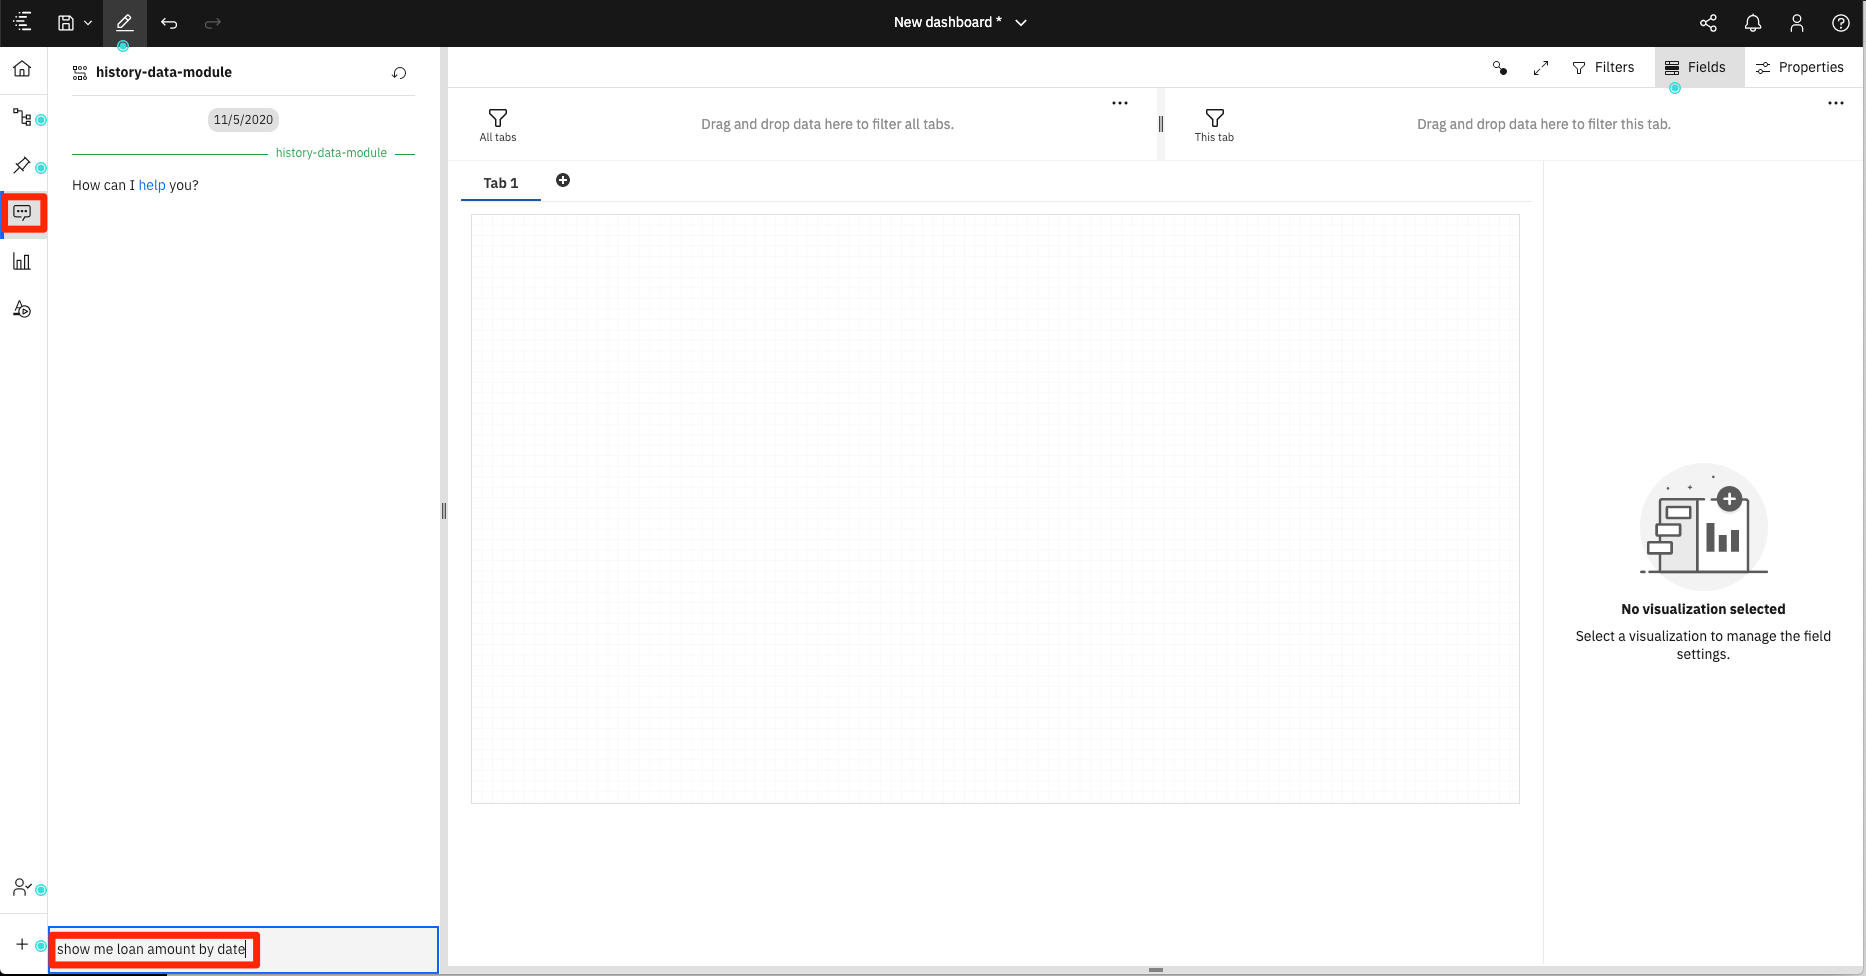 New dashboard *
history-data-module
Filters
Fields
Properties
11/5/2020
history-data-module
How can I help you?
All tabs
Drag and drop data here to filter all tabs.
This tab
Drag and drop data here to filter this tab.
Tab 1
No visualization selected
Select a visualization to manage the field
settings.
show me loan amount by date